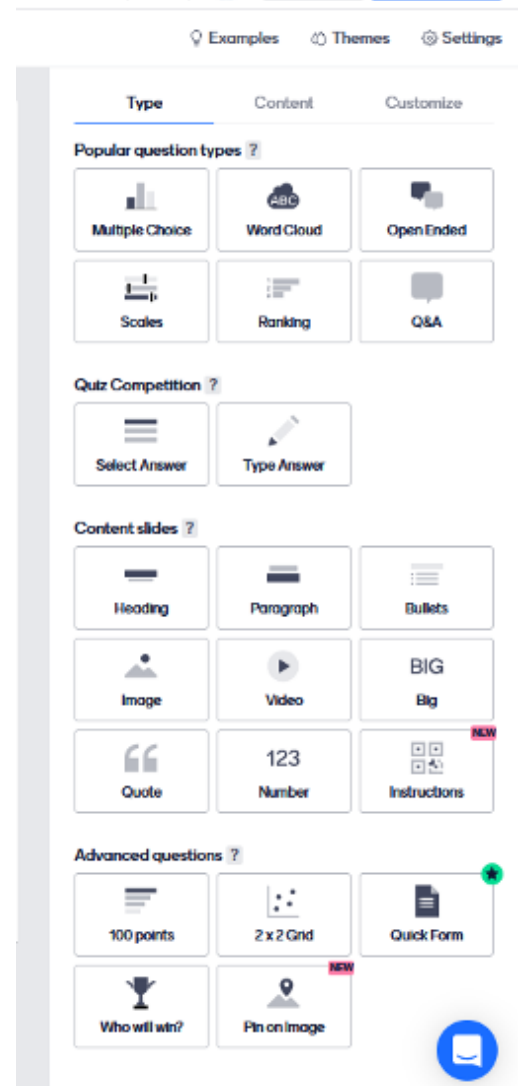 Examples Themes Settings
Type Content Customize
Popular question types ?
ABC
Multiple Choice Word Cloud Open Ended
Scales Ranking Q&A
Quiz Competition ?
Select Answer Type Answer
Content slides ?
Heading Paragraph Bullets
BIG
Image Video Big
NEW
123
Quote Number Instructions
Advanced questions ?
100 points 2 x 2 Grid Quick Form
NEW
Who will win? Pin on Image